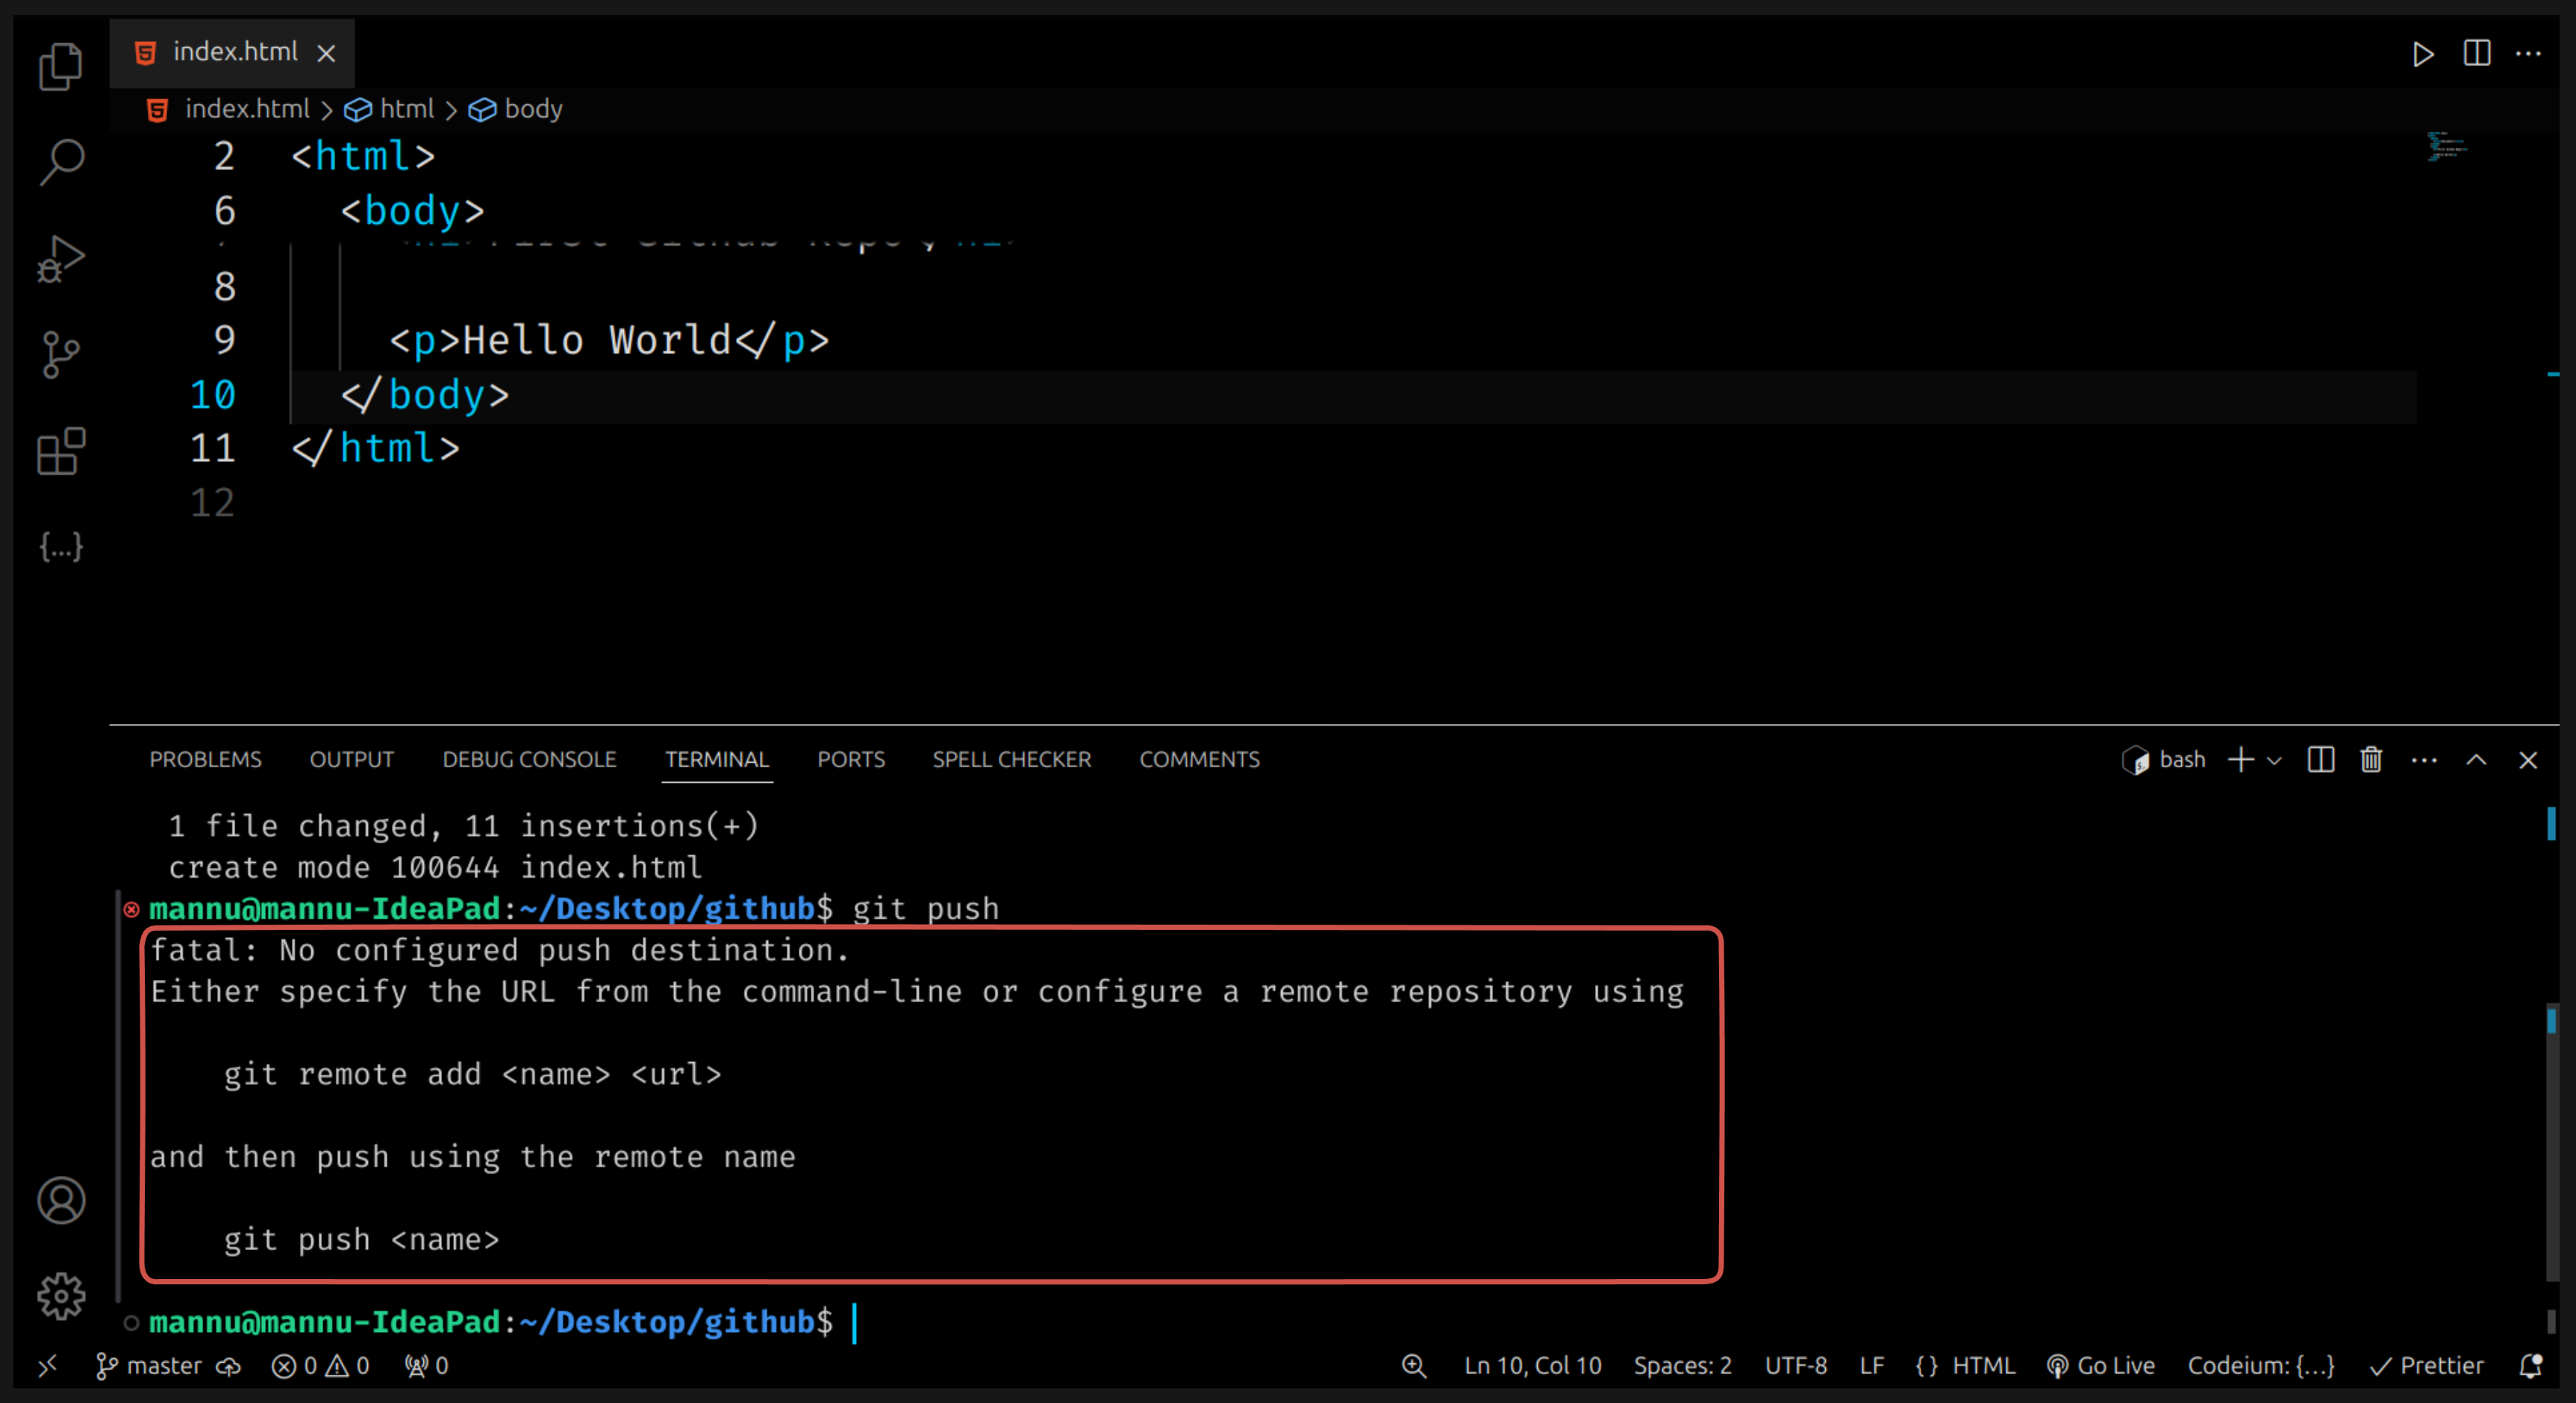 index.html
index.html > html > body
2 <html>
6 <body>
8
9 <p>Hello World</p>
10 </body>
11 </html>
12
{...}
PROBLEMS OUTPUT DEBUG CONSOLE TERMINAL PORTS SPELL CHECKER COMMENTS bash
1 file changed, 11 insertions(+)
create mode 100644 index.html
mannu@mannu-IdeaPad:~/Desktop/github$ git push
fatal: No configured push destination.
Either specify the URL from the command-line or configure a remote repository using
git remote add <name> <url>
and then push using the remote name
git push <name>
mannu@mannu-IdeaPad:~/Desktop/github$
master 0 0 0 Ln 10, Col 10 Spaces: 2 UTF-8 LF {} HTML Go Live Codeium: {...} Prettier